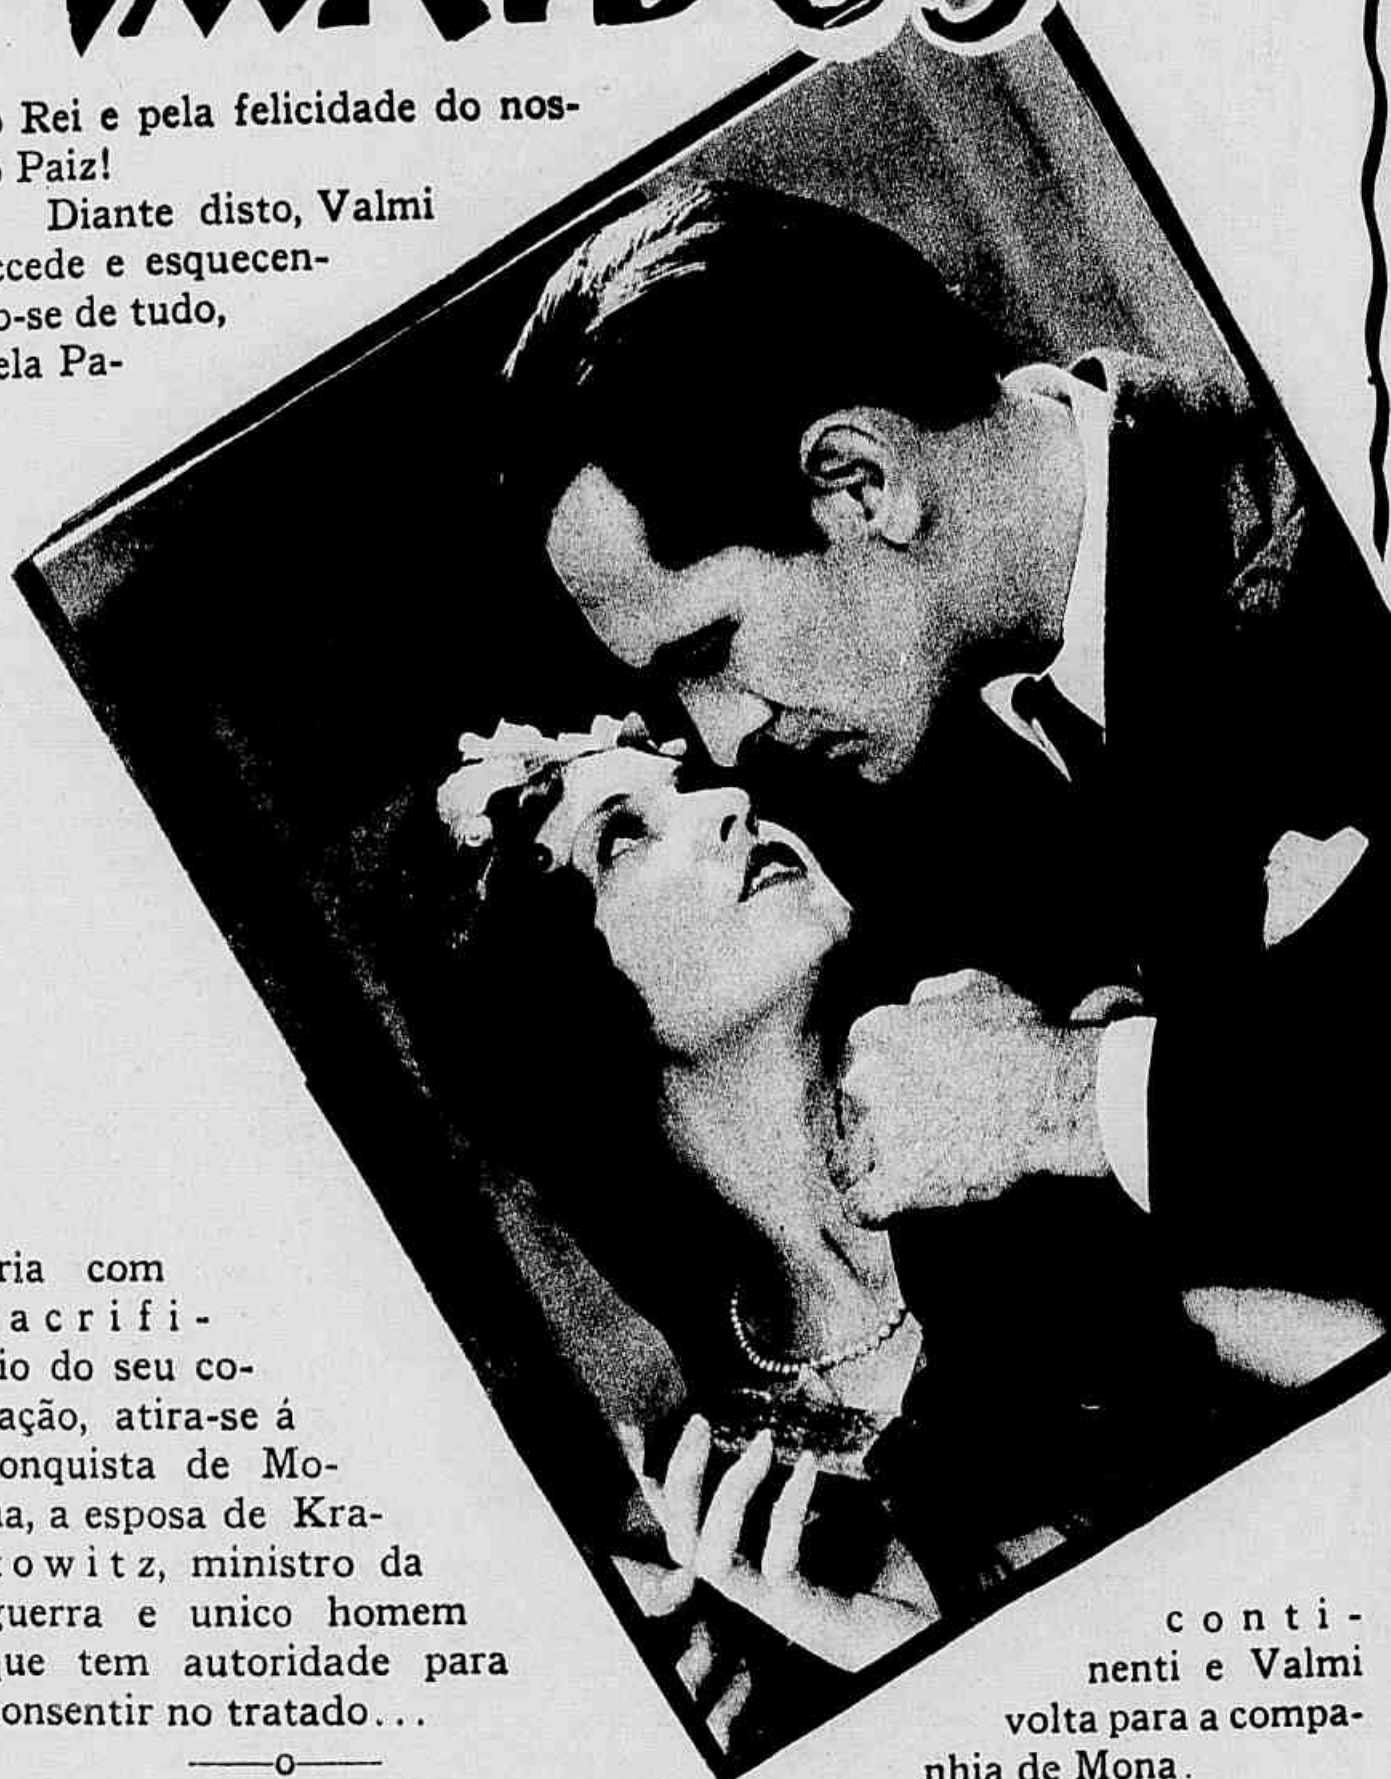 Rei e pela felicidade do nos-
Paiz!
Diante disto, Valmi
ccede e esquecen-
o-se de tudo,
ela Pa-
ria com
acrifi-
io do seu co-
ação, atira-se á
onquista de Mo-
na, a esposa de Kra-
owitz, ministro da
guerra e unico homem
que tem autoridade para
onsentir no tratado...
o
conti-
nenti e Valmi
volta para a compa-
nhia de Mona.